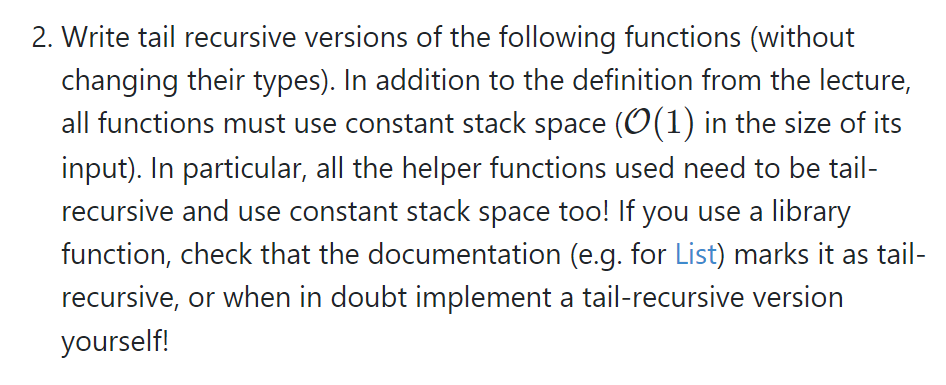 2. Write tail recursive versions of the following functions (without
changing their types). In addition to the definition from the lecture,
all functions must use constant stack space (𝒪(1) in the size of its
input). In particular, all the helper functions used need to be tail-
recursive and use constant stack space too! If you use a library
function, check that the documentation (e.g. for List) marks it as tail-
recursive, or when in doubt implement a tail-recursive version
yourself!